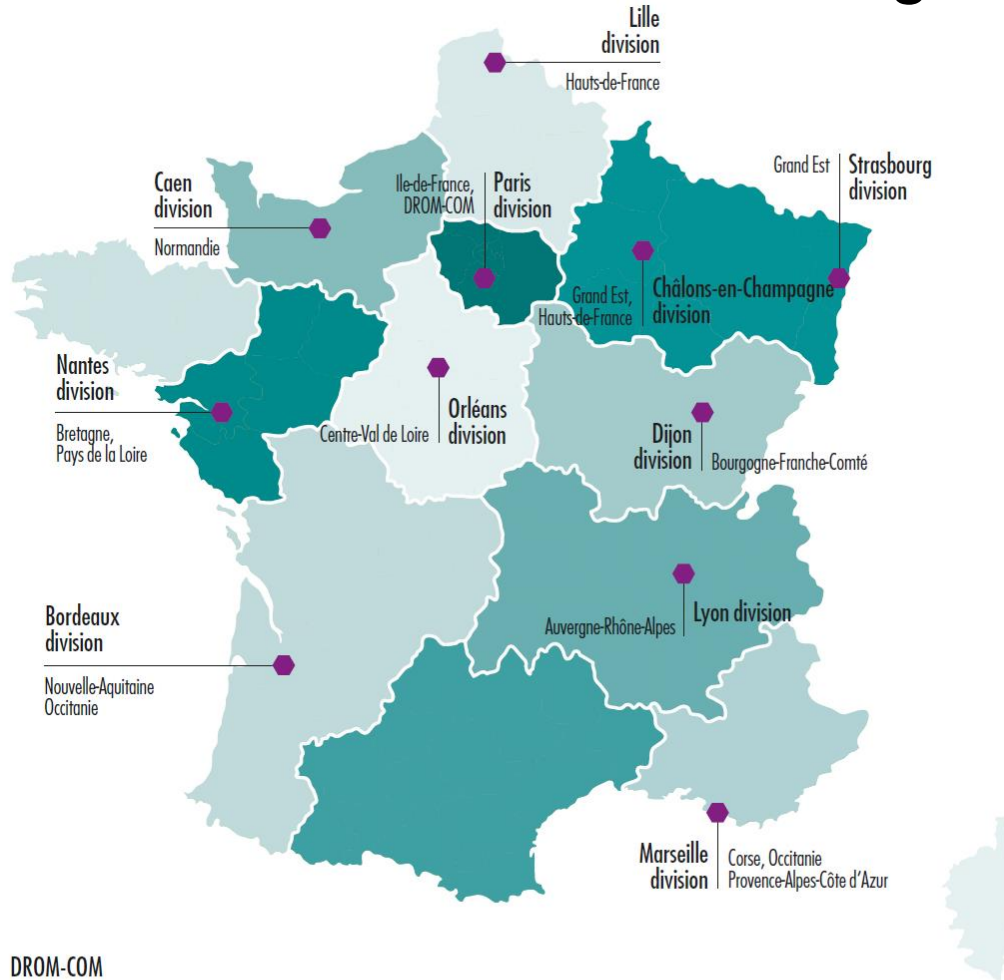 Lille
division
Hauts-de-France
Caen
division
Normandie
Ile-de-France,
DROM-COM
Paris
division
Grand Est
Strasbourg
division
Grand Est,
Hauts-de-France
Châlons-en-Champagne
division
Nantes
division
Bretagne,
Pays de la Loire
Centre-Val de Loire
Orléans
division
Dijon
division
Bourgogne-Franche-Comté
Auvergne-Rhône-Alpes
Lyon division
Bordeaux
division
Nouvelle-Aquitaine
Occitanie
Marseille
division
Corse, Occitanie
Provence-Alpes-Côte d'Azur
DROM-COM